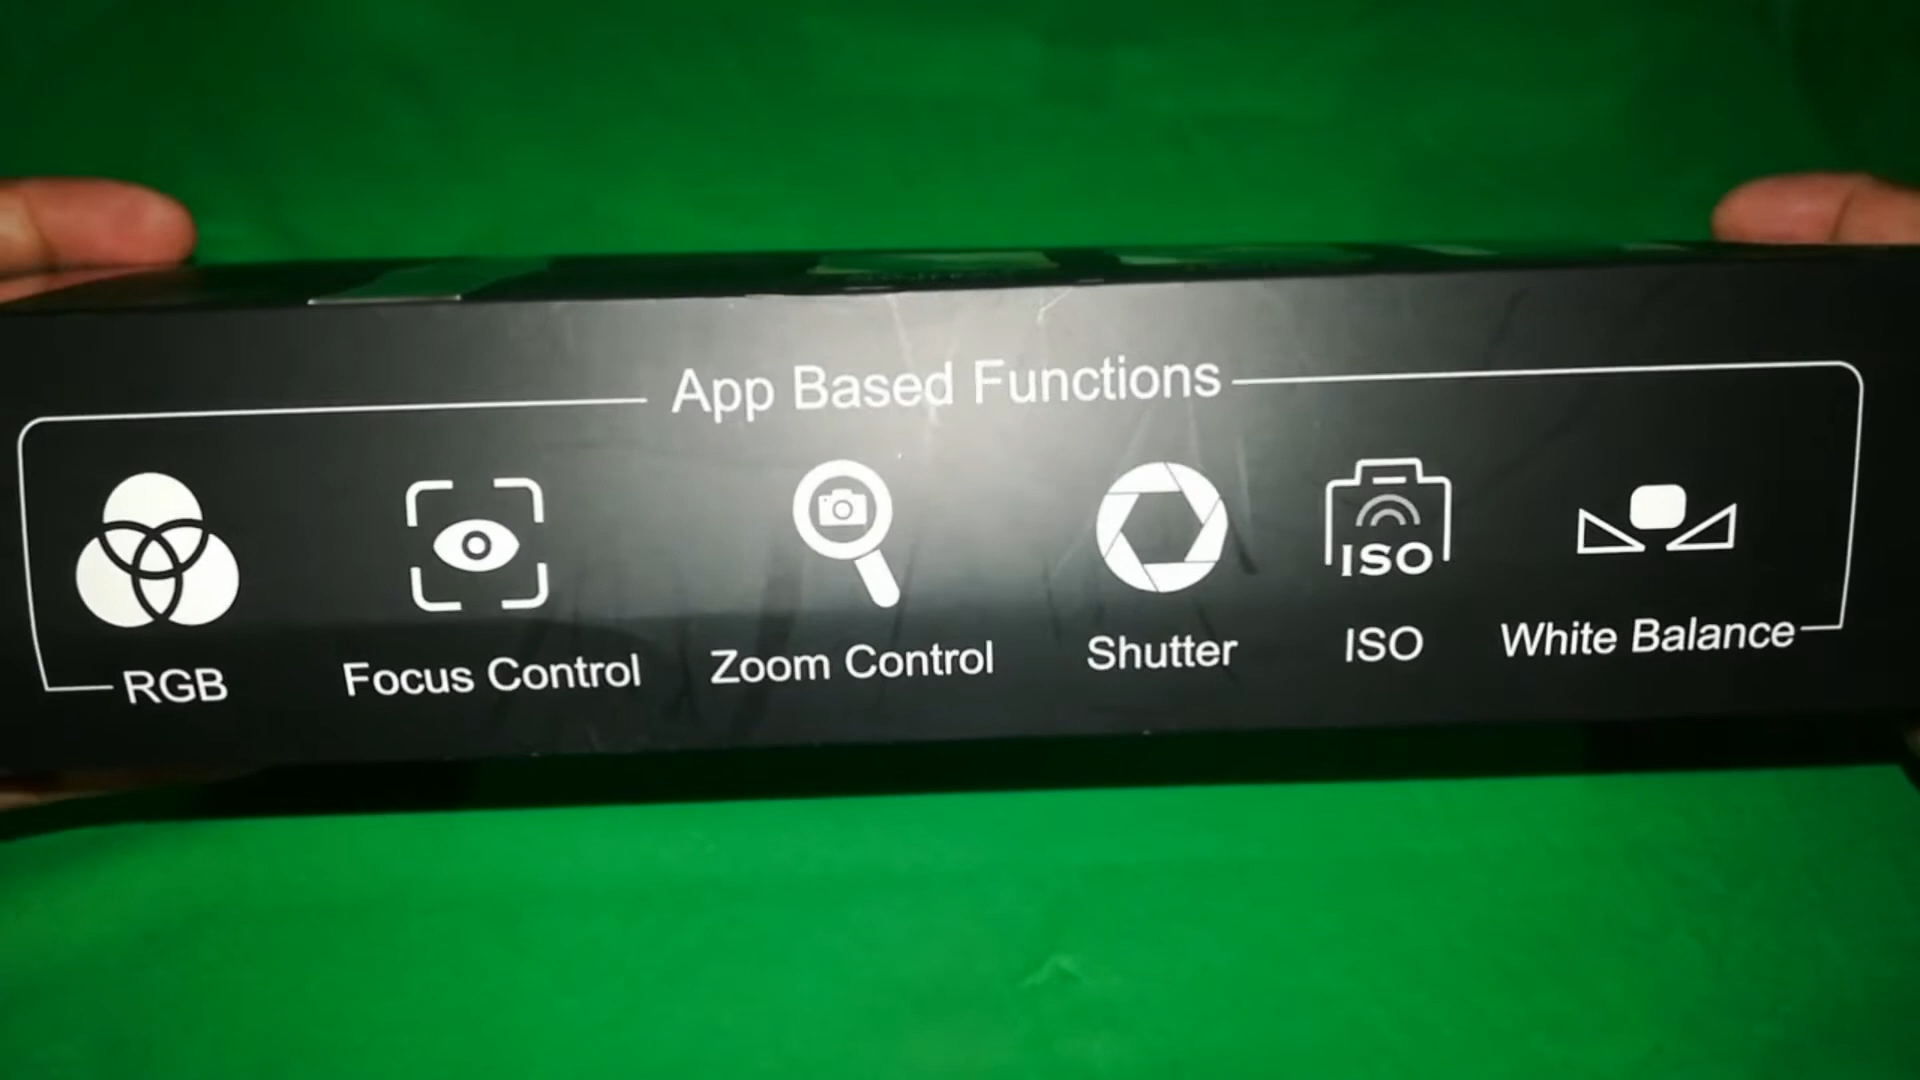 App Based Functions
ISO
RGB
Focus Control
Zoom Control
Shutter
ISO
White Balance